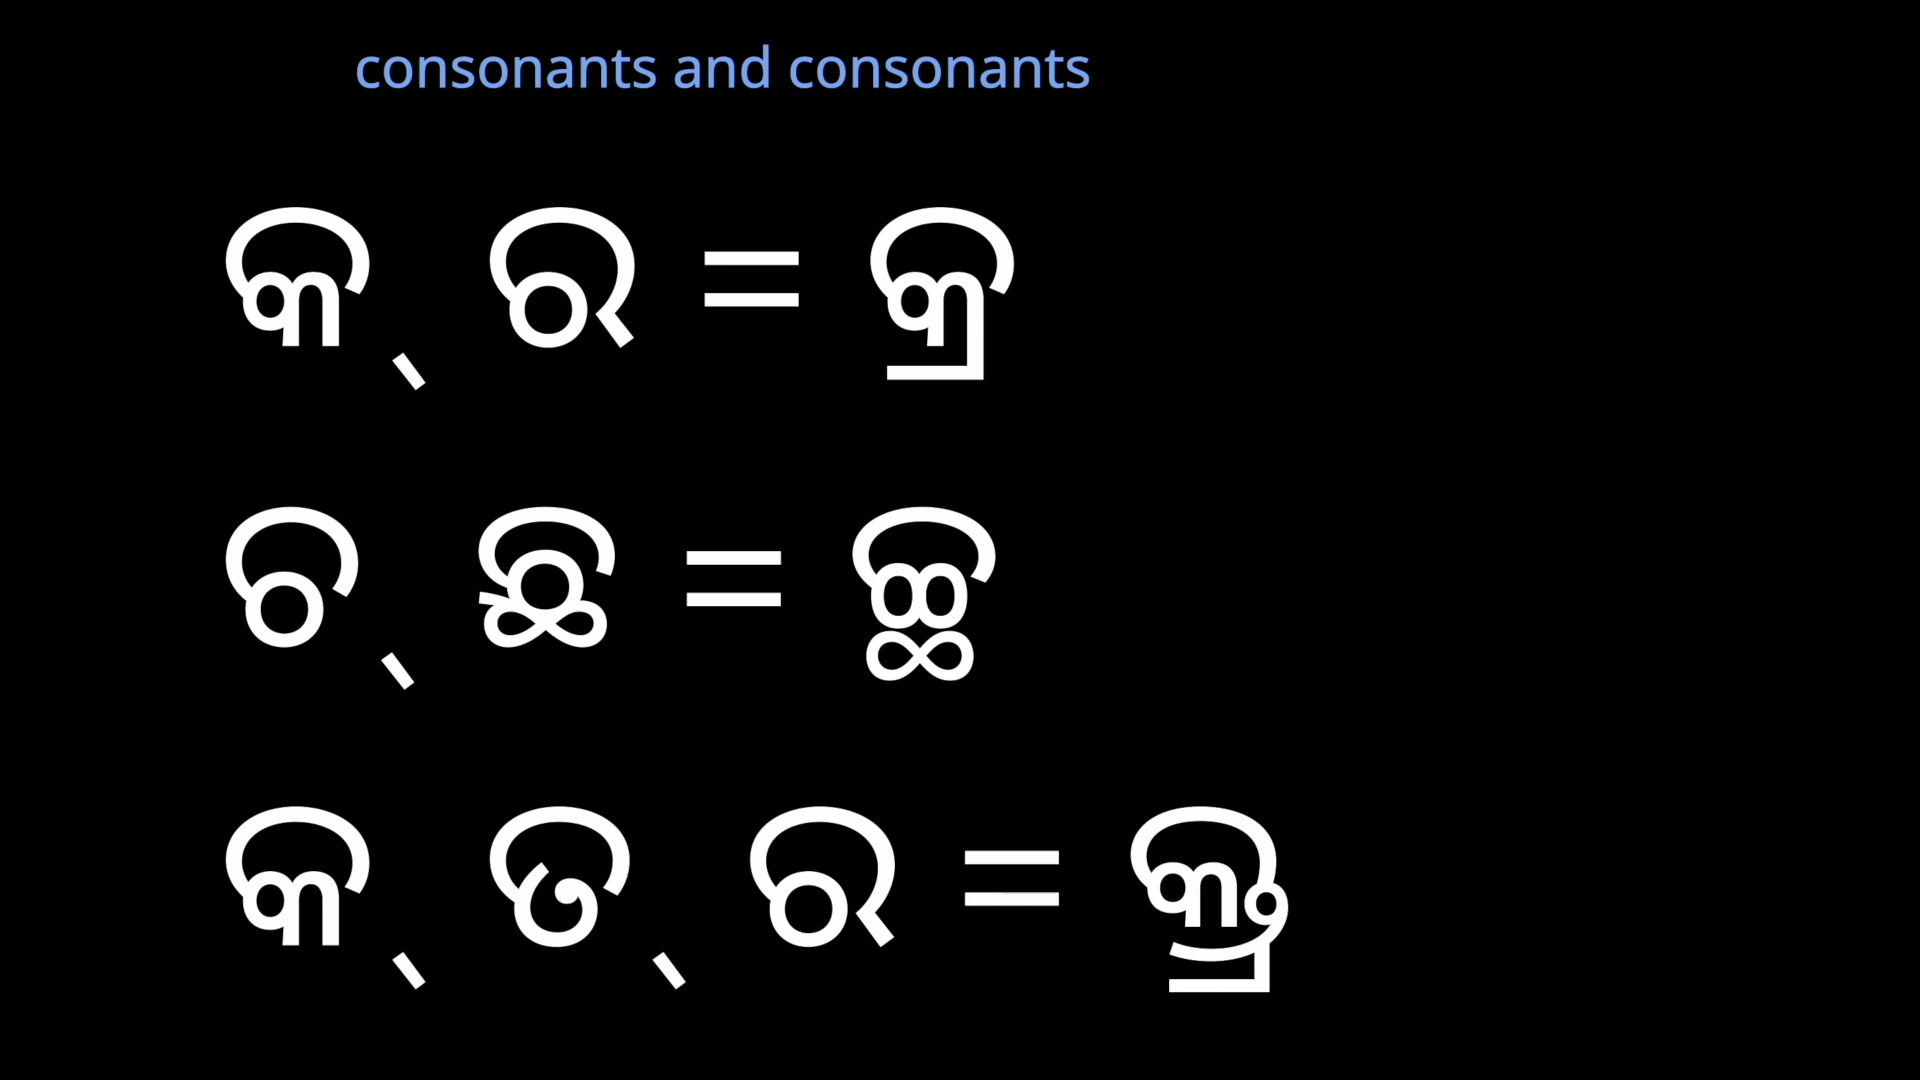 consonants and consonants
କ ୍ ର = କ୍ର
ଚ ୍ ଛ = ଚ୍ଛ
କ ୍ ତ ୍ ର = କ୍ତ୍ର